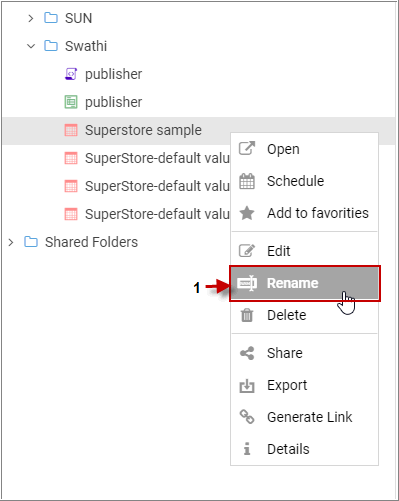 SUN
Swathi
publisher
publisher
Superstore sample
SuperStore-default valu
SuperStore-default valu
SuperStore-default valu
Shared Folders
Open
Schedule
Add to favorities
Edit
1 Rename
Delete
Share
Export
Generate Link
Details